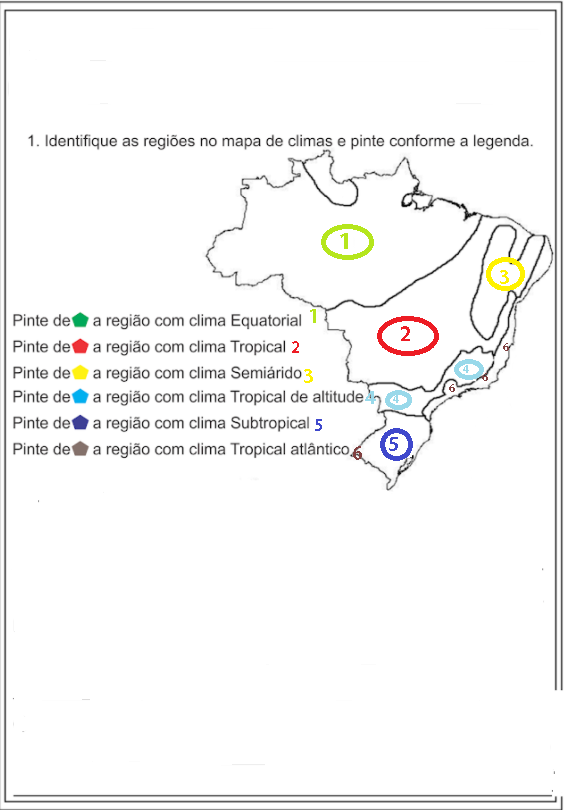 1. Identifique as regiões no mapa de climas e pinte conforme a legenda.
1
3
Pinte de a região com clima Equatorial 1
2
Pinte de a região com clima Tropical 2
6
Pinte de a região com clima Semiárido 3
4
6
6
Pinte de a região com clima Tropical de altitude 4
4
Pinte de a região com clima Subtropical 5
5
Pinte de a região com clima Tropical atlântico 6